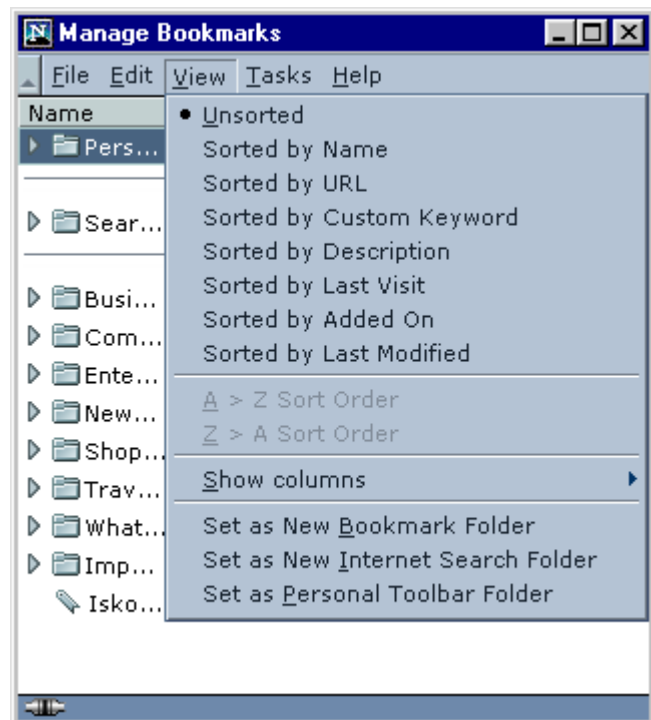 Manage Bookmarks
File Edit View Tasks Help
Name
Pers...
Sear...
Busi...
Com...
Ente...
New...
Shop...
Trav...
What...
Imp...
Isko...
Unsorted
Sorted by Name
Sorted by URL
Sorted by Custom Keyword
Sorted by Description
Sorted by Last Visit
Sorted by Added On
Sorted by Last Modified
A > Z Sort Order
Z > A Sort Order
Show columns
Set as New Bookmark Folder
Set as New Internet Search Folder
Set as Personal Toolbar Folder